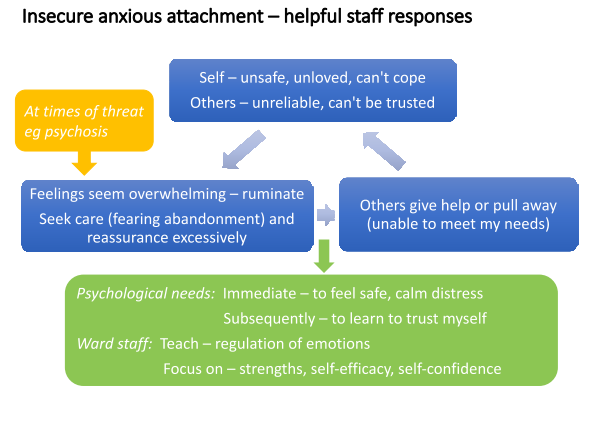 Insecure anxious attachment – helpful staff responses
Self – unsafe, unloved, can't cope
Others – unreliable, can't be trusted
At times of threat
eg psychosis
Feelings seem overwhelming – ruminate
Seek care (fearing abandonment) and
reassurance excessively
Others give help or pull away
(unable to meet my needs)
Psychological needs: Immediate – to feel safe, calm distress
Subsequently – to learn to trust myself
Ward staff: Teach – regulation of emotions
Focus on – strengths, self-efficacy, self-confidence